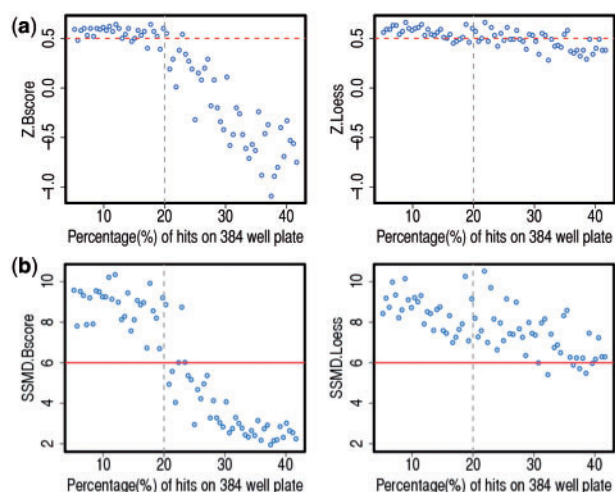 (a)
Z.Bscore
0.5
0.0
−0.5
−1.0
10 20 30 40
Percentage(%) of hits on 384 well plate
Z.Loess
0.5
0.0
−0.5
−1.0
10 20 30 40
Percentage(%) of hits on 384 well plate
(b)
SSMD.Bscore
10
8
6
4
2
10 20 30 40
Percentage(%) of hits on 384 well plate
SSMD.Loess
10
8
6
4
2
10 20 30 40
Percentage(%) of hits on 384 well plate